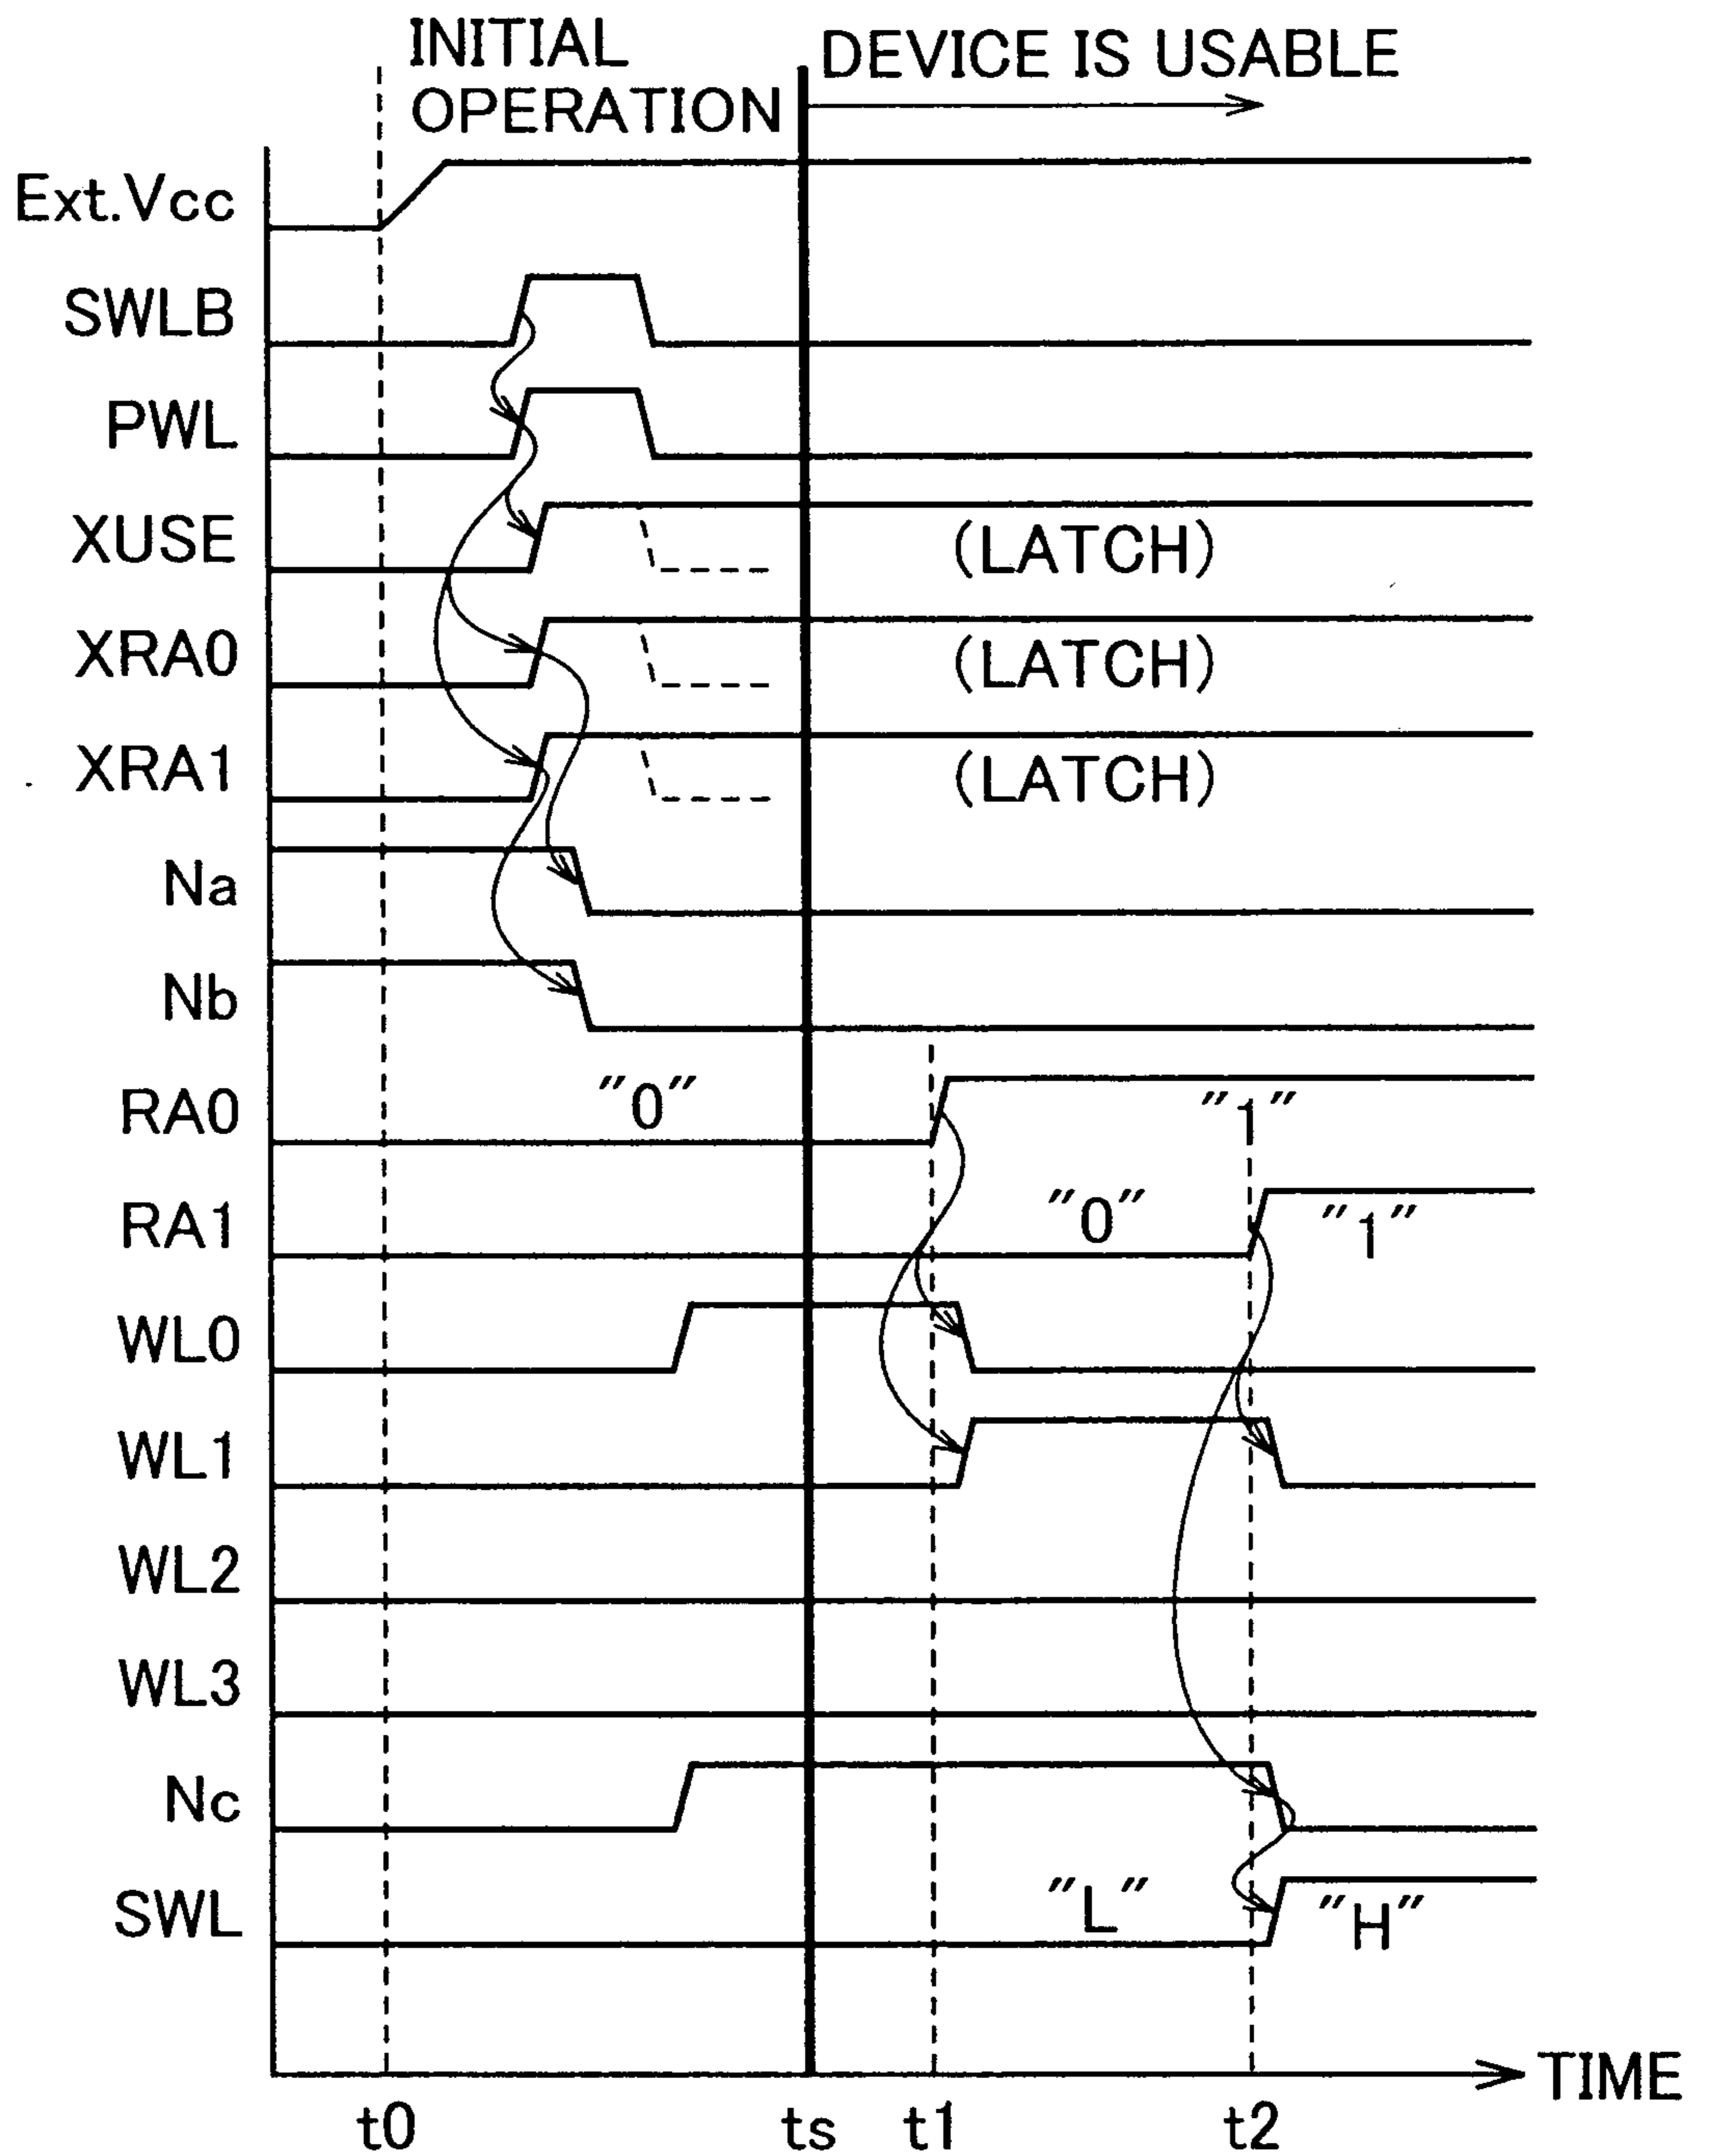 INITIAL
OPERATION
DEVICE IS USABLE
Ext.Vcc
SWLB
PWL
XUSE
(LATCH)
XRA0
(LATCH)
XRA1
(LATCH)
Na
Nb
RA0
"0"
"1"
RA1
"0"
"1"
WL0
WL1
WL2
WL3
Nc
SWL
"L"
"H"
TIME
t0
ts
t1
t2